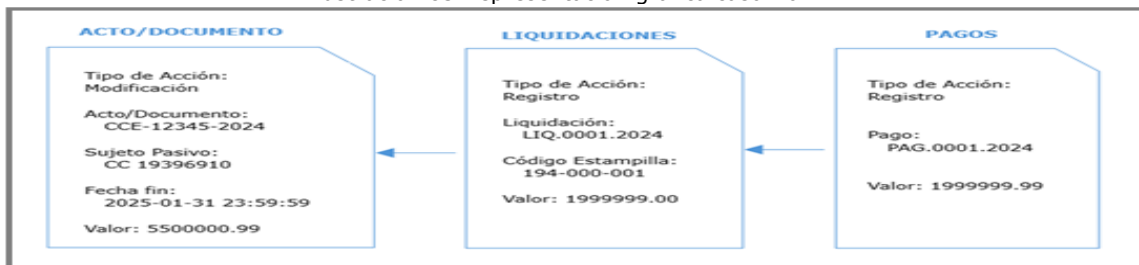 ACTO/DOCUMENTO
Tipo de Acción:
Modificación
Acto/Documento:
CCE-12345-2024
Sujeto Pasivo:
CC 19396910
Fecha fin:
2025-01-31 23:59:59
Valor: 5500000.99
LIQUIDACIONES
Tipo de Acción:
Registro
Liquidación:
LIQ.0001.2024
Código Estampilla:
194-000-001
Valor: 1999999.00
PAGOS
Tipo de Acción:
Registro
Pago:
PAG.0001.2024
Valor: 1999999.99